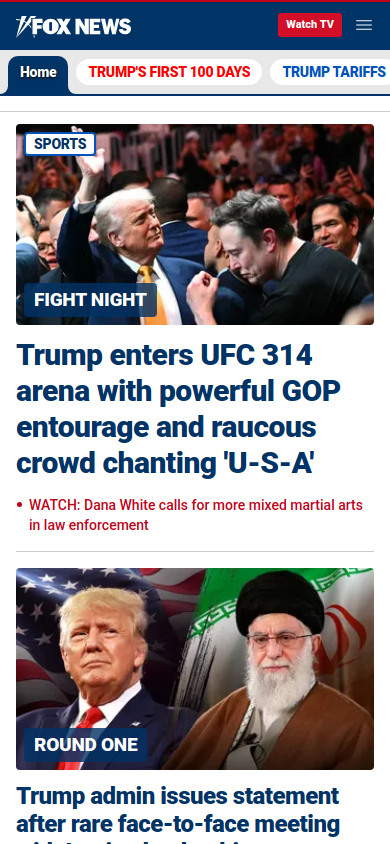 FOX NEWS
Watch TV
Home
TRUMP'S FIRST 100 DAYS
TRUMP TARIFFS
SPORTS
FIGHT NIGHT
Trump enters UFC 314
arena with powerful GOP
entourage and raucous
crowd chanting 'U-S-A'
• WATCH: Dana White calls for more mixed martial arts
in law enforcement
ROUND ONE
Trump admin issues statement
after rare face-to-face meeting